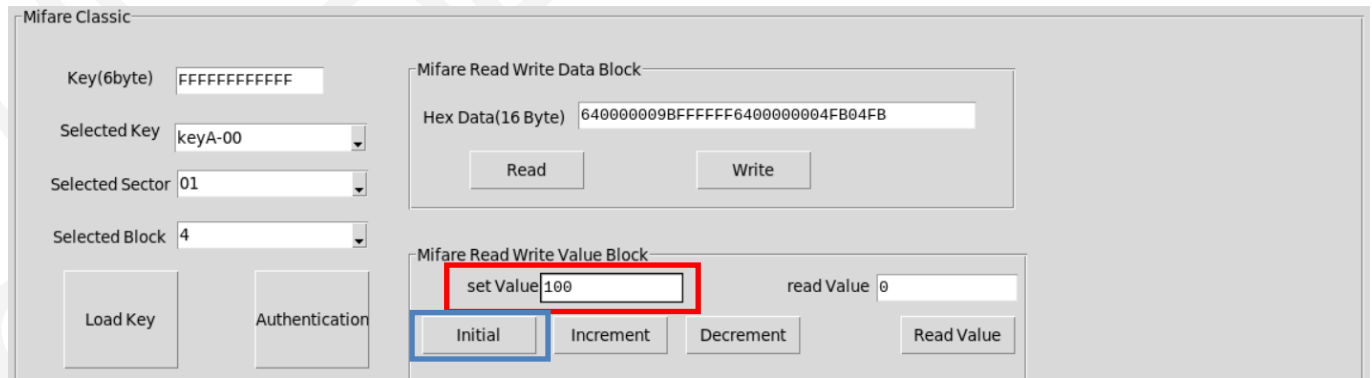 Mifare Classic
Key(6byte) FFFFFFFFFFFF
Selected Key keyA-00
Selected Sector 01
Selected Block 4
Load Key Authentication
Mifare Read Write Data Block
Hex Data(16 Byte) 640000009BFFFFFF6400000004FB04FB
Read Write
Mifare Read Write Value Block
set Value 100 read Value 0
Initial Increment Decrement Read Value